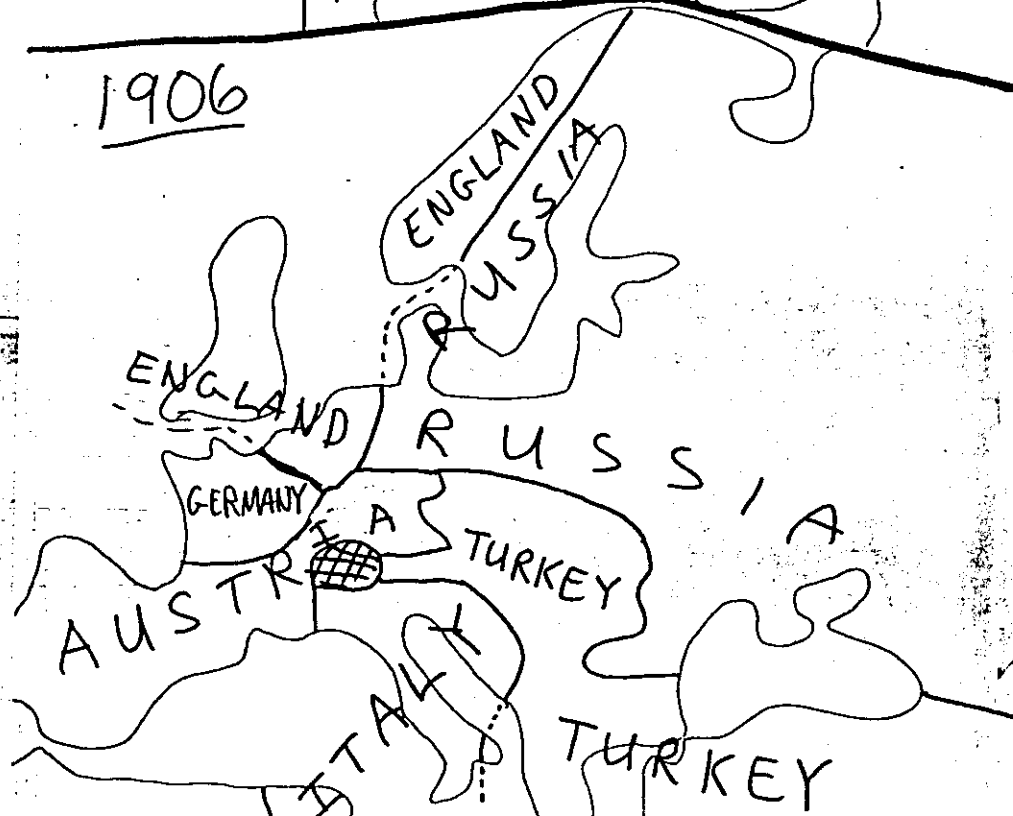 1906
ENGLAND
RUSSIA
ENGLAND
RUSSIA
GERMANY
AUSTRIA
TURKEY
ITALY
TURKEY